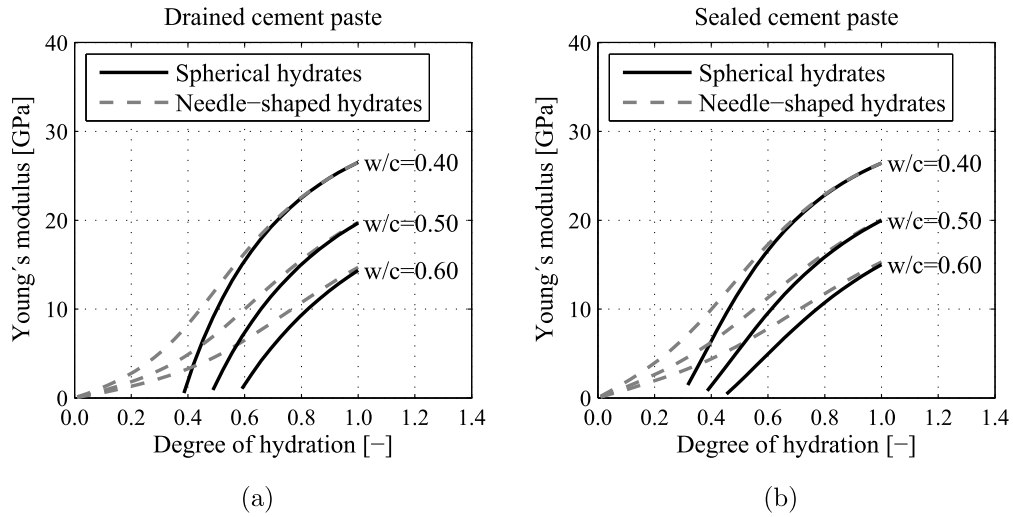 Drained cement paste
40
30
20
10
0
Young´s modulus [GPa]
Spherical hydrates
Needle−shaped hydrates
w/c=0.40
w/c=0.50
w/c=0.60
0.0 0.2 0.4 0.6 0.8 1.0 1.2 1.4
Degree of hydration [−]
(a)
Sealed cement paste
40
30
20
10
0
Young´s modulus [GPa]
Spherical hydrates
Needle−shaped hydrates
w/c=0.40
w/c=0.50
w/c=0.60
0.0 0.2 0.4 0.6 0.8 1.0 1.2 1.4
Degree of hydration [−]
(b)